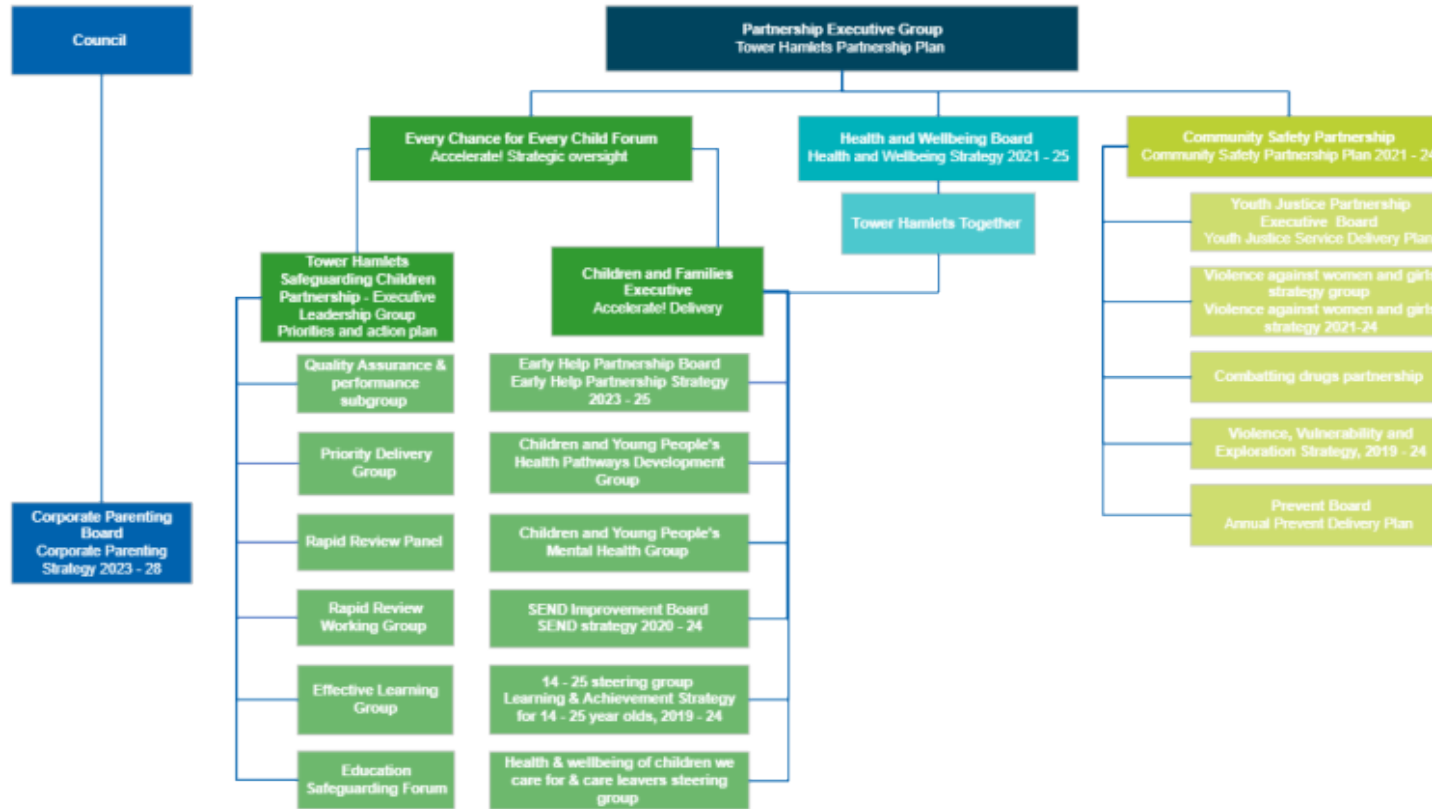 Council
Partnership Executive Group
Tower Hamlets Partnership Plan
Every Chance for Every Child Forum
Accelerate! Strategic oversight
Health and Wellbeing Board
Health and Wellbeing Strategy 2021 - 25
Community Safety Partnership
Community Safety Partnership Plan 2021 - 24
Tower Hamlets Together
Tower Hamlets
Safeguarding Children
Partnership - Executive
Leadership Group
Priorities and action plan
Children and Families
Executive
Accelerate! Delivery
Quality Assurance &
performance
subgroup
Priority Delivery
Group
Rapid Review Panel
Rapid Review
Working Group
Effective Learning
Group
Education
Safeguarding Forum
Early Help Partnership Board
Early Help Partnership Strategy
2023 - 25
Children and Young People's
Health Pathways Development
Group
Children and Young People's
Mental Health Group
SEND Improvement Board
SEND strategy 2020 - 24
14 - 25 steering group
Learning & Achievement Strategy
for 14 - 25 year olds, 2019 - 24
Health & wellbeing of children we
care for & care leavers steering
group
Youth Justice Partnership
Executive Board
Youth Justice Service Delivery Plan
Violence against women and girls
strategy group
Violence against women and girls
strategy 2021-24
Combatting drugs partnership
Violence, Vulnerability and
Exploration Strategy, 2019 - 24
Prevent Board
Annual Prevent Delivery Plan
Corporate Parenting
Board
Corporate Parenting
Strategy 2023 - 28